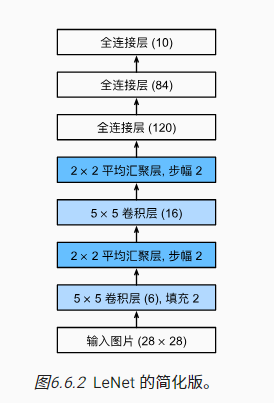 全连接层 (10)
全连接层 (84)
全连接层 (120)
2 × 2 平均汇聚层, 步幅 2
5 × 5 卷积层 (16)
2 × 2 平均汇聚层, 步幅 2
5 × 5 卷积层 (6), 填充 2
输入图片 (28 × 28)
图6.6.2 LeNet 的简化版。